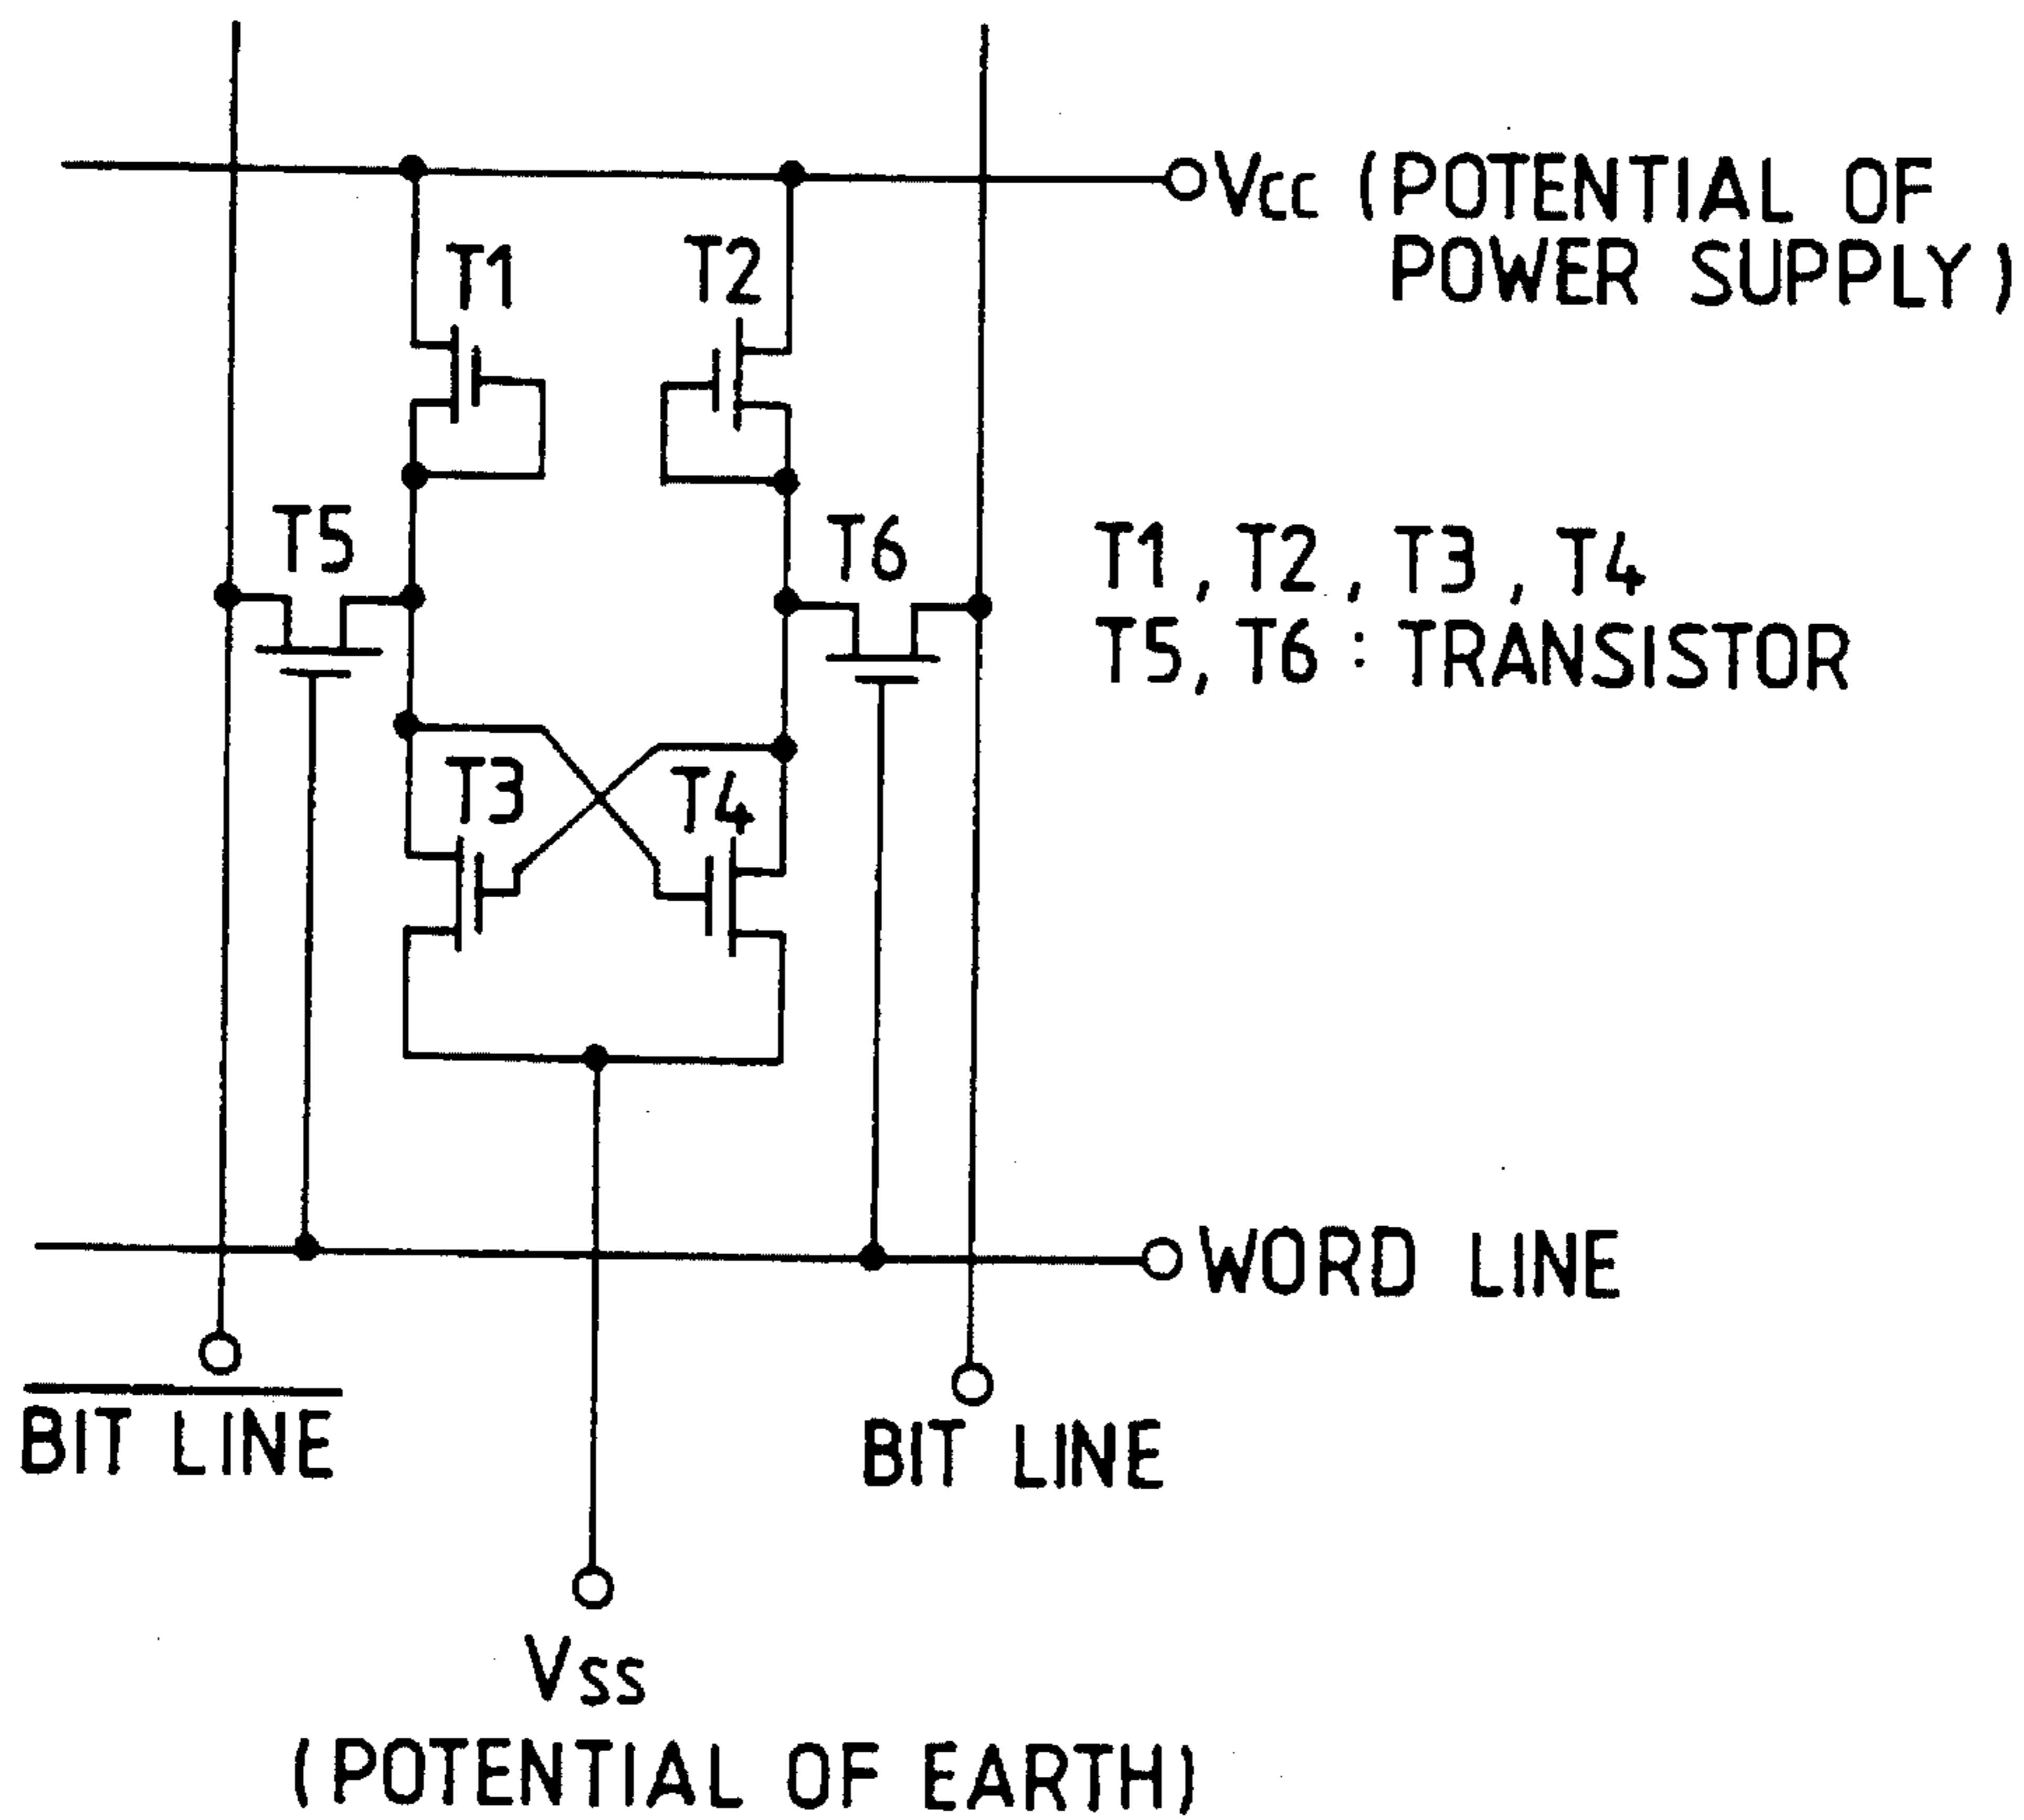 Vcc (POTENTIAL OF
POWER SUPPLY)
T1
T2
T5
T6
T1, T2, T3, T4
T5, T6 : TRANSISTOR
T3
T4
WORD LINE
BIT LINE
BIT LINE
Vss
(POTENTIAL OF EARTH)